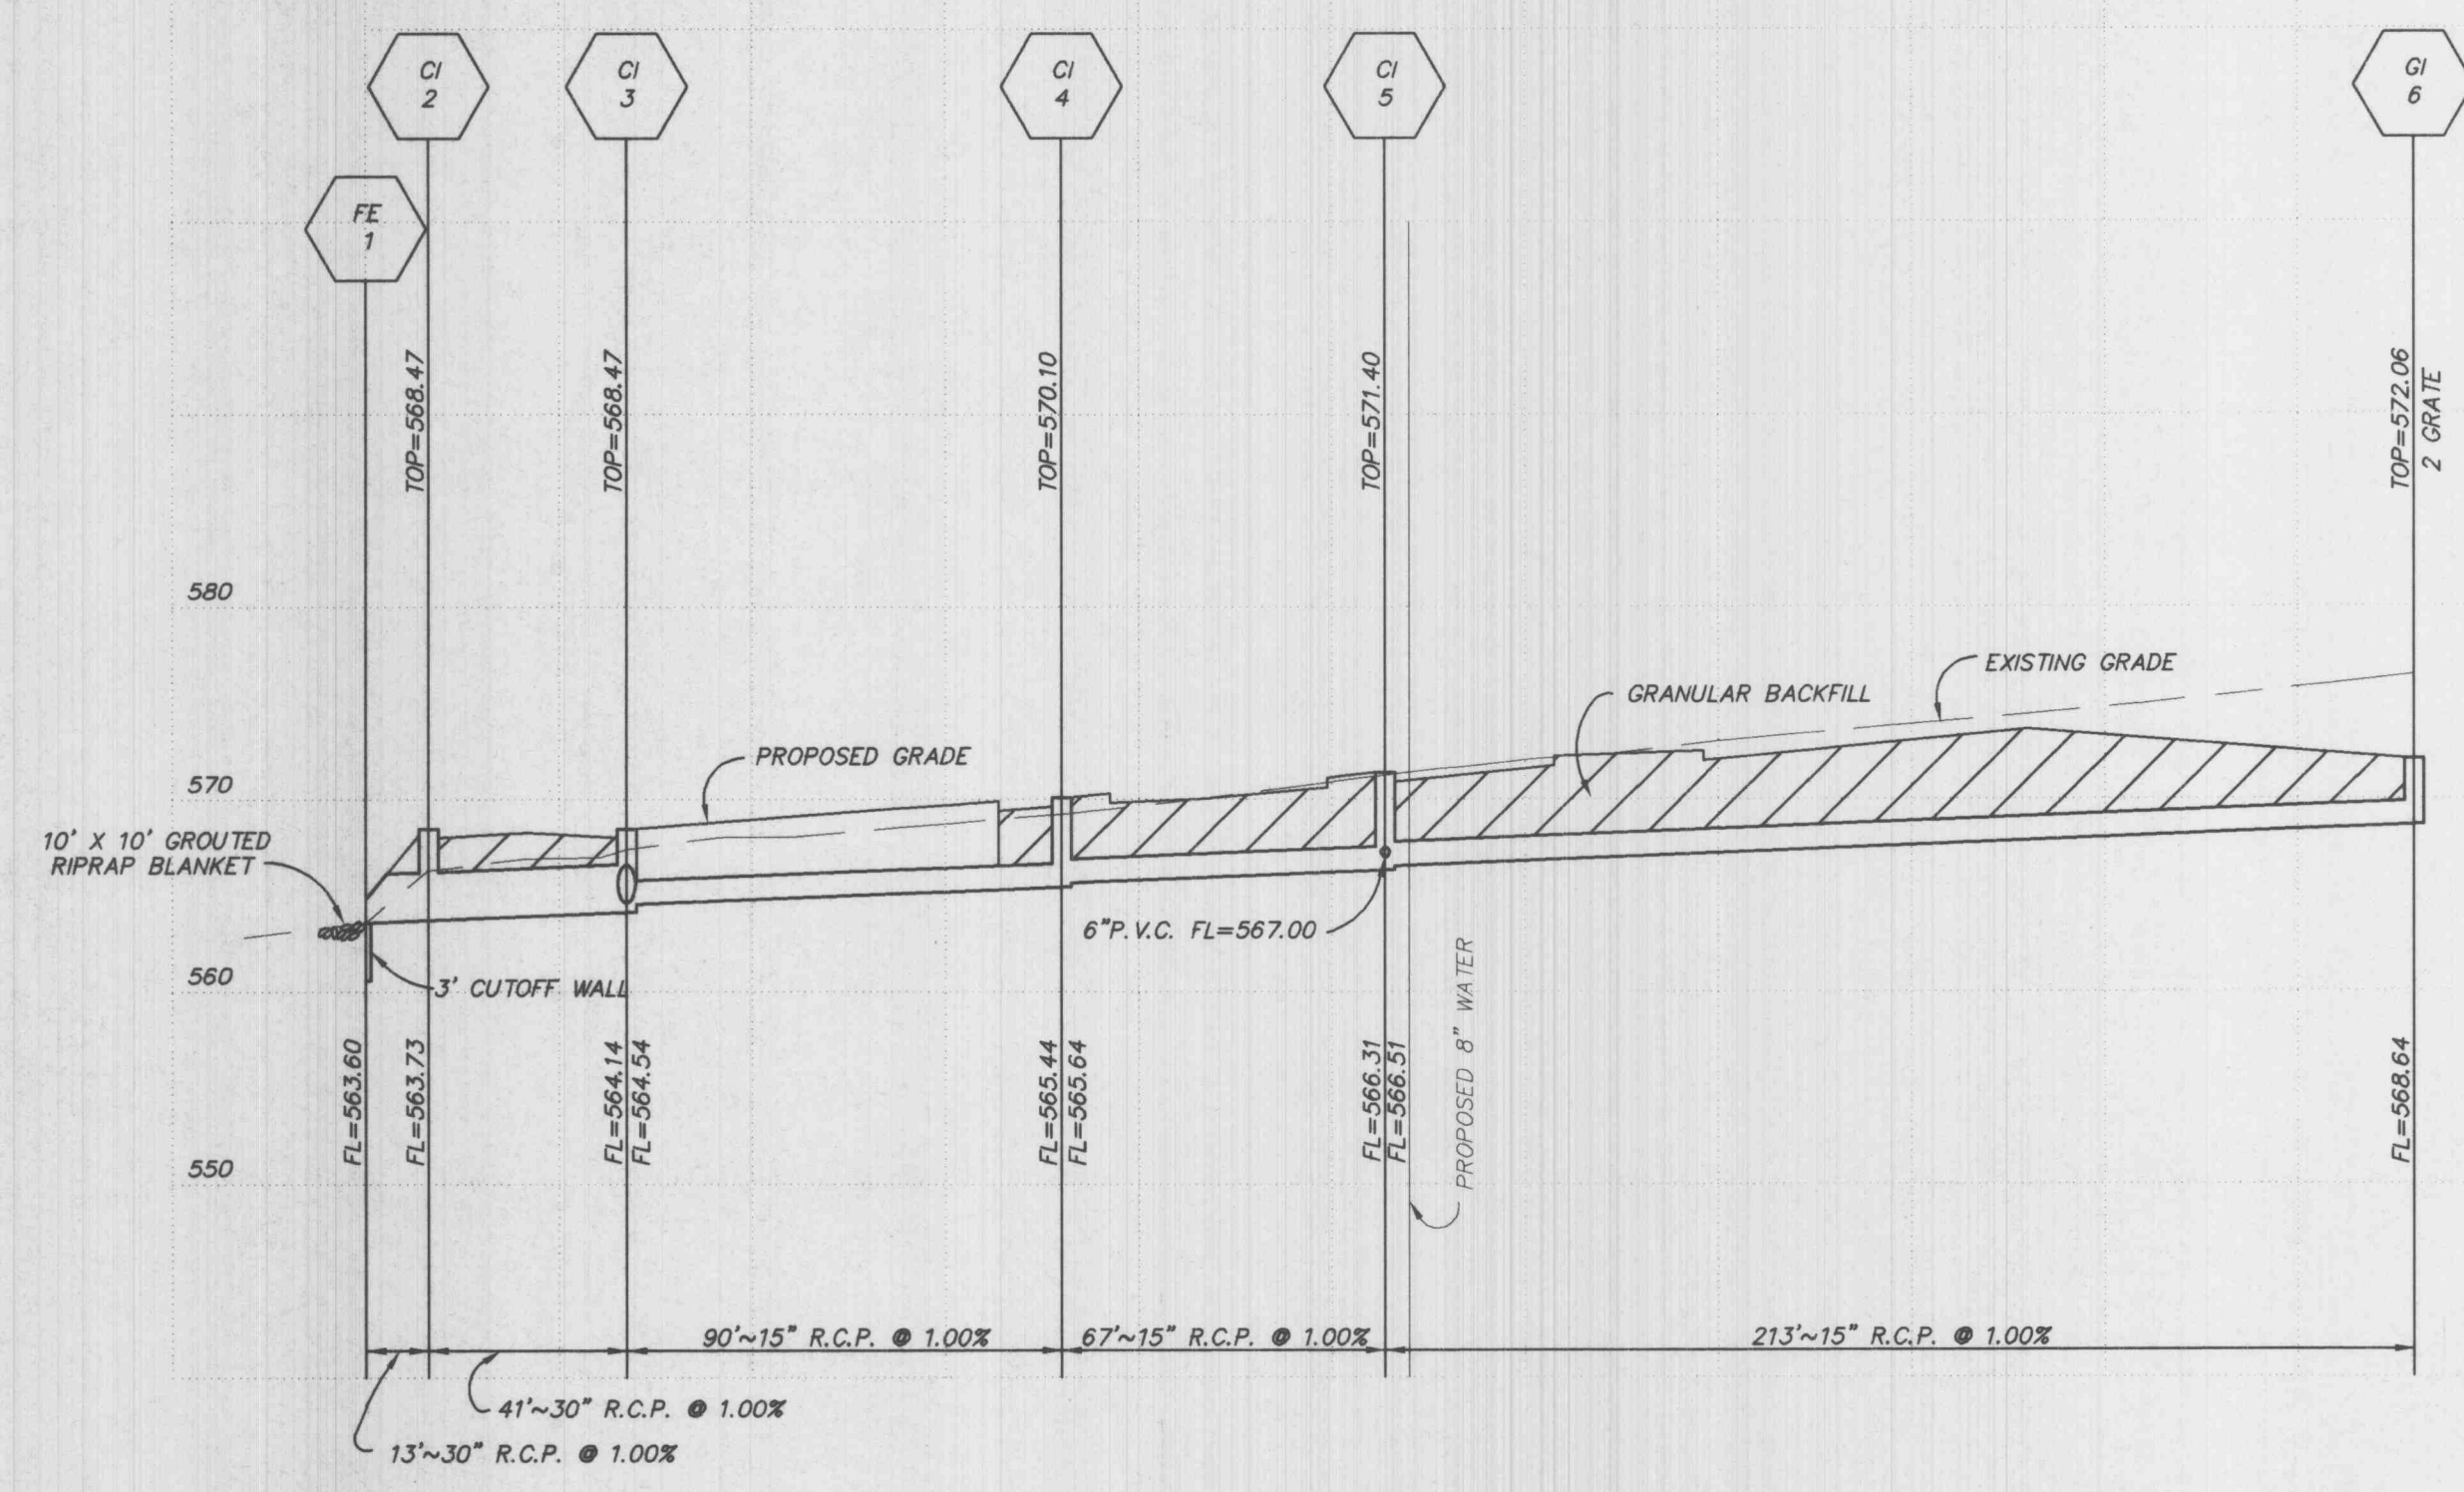 CI
2
CI
3
CI
4
CI
5
GI
6
FE
1
TOP=568.47
TOP=568.47
TOP=570.10
TOP=571.40
TOP=572.06
2 GRATE
580
570
560
550
EXISTING GRADE
GRANULAR BACKFILL
PROPOSED GRADE
10' X 10' GROUTED
RIPRAP BLANKET
6"P.V.C. FL=567.00
3' CUTOFF WALL
PROPOSED 8" WATER
FL=563.60
FL=563.73
FL=564.14
FL=564.54
FL=565.44
FL=565.64
FL=566.31
FL=566.51
FL=568.64
90'~15" R.C.P. @ 1.00%
67'~15" R.C.P. @ 1.00%
213'~15" R.C.P. @ 1.00%
41'~30" R.C.P. @ 1.00%
13'~30" R.C.P. @ 1.00%